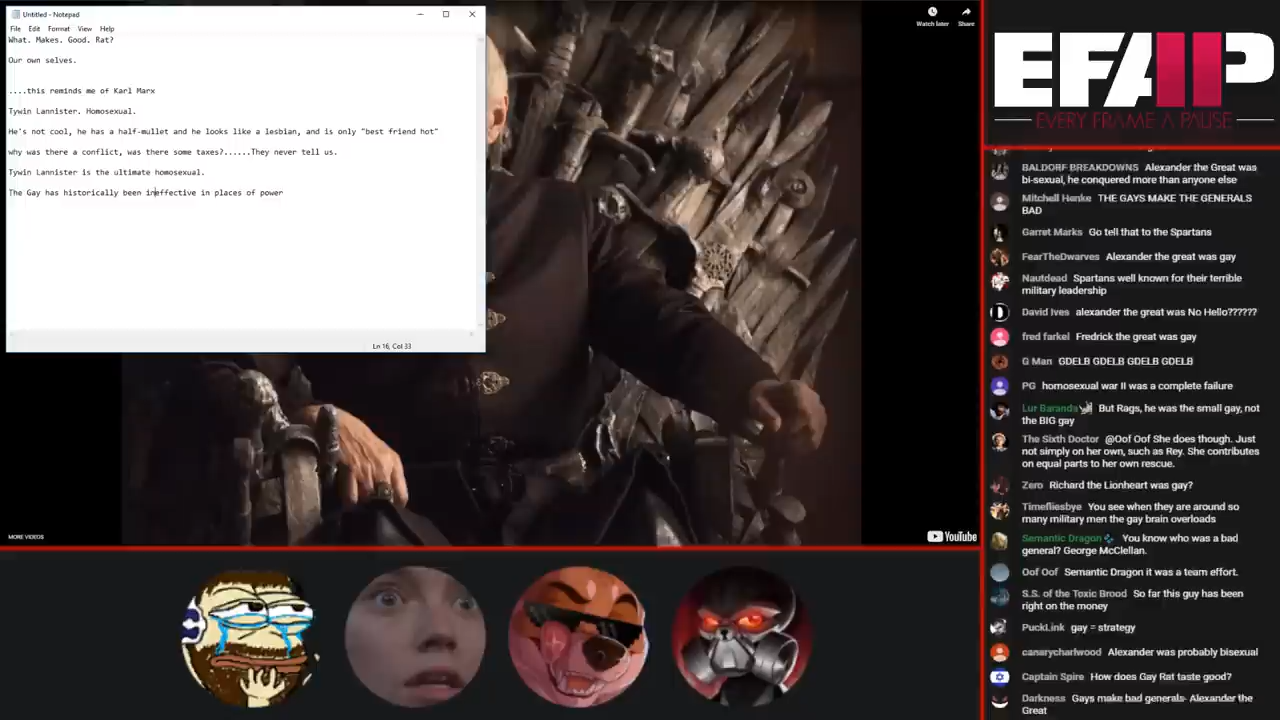 Untitled - Notepad
File Edit Format View Help
What. Makes. Good. Rat?
Our own selves.
....this reminds me of Karl Marx
Tywin Lannister. Homosexual.
He's not cool, he has a half-mullet and he looks like a lesbian, and is only "best friend hot"
why was there a conflict, was there some taxes?......They never tell us.
Tywin Lannister is the ultimate homosexual.
The Gay has historically been ineffective in places of power
Ln 16, Col 33
Watch later
Share
MORE VIDEOS
YouTube
EFAP
EVERY FRAME A PAUSE
BALDORF BREAKDOWNS Alexander the Great was
bi-sexual, he conquered more than anyone else
Mitchell Henke THE GAYS MAKE THE GENERALS
BAD
Garret Marks Go tell that to the Spartans
FearTheDwarves Alexander the great was gay
Nautdead Spartans well known for their terrible
military leadership
David Ives alexander the great was No Hello??????
fred farkel Fredrick the great was gay
G Man GDELB GDELB GDELB GDELB
PG homosexual war II was a complete failure
Lur Baranda But Rags, he was the small gay, not
the BIG gay
The Sixth Doctor @Oof Oof She does though. Just
not simply on her own, such as Rey. She contributes
on equal parts to her own rescue.
Zero Richard the Lionheart was gay?
Timefliesbye You see when they are around so
many military men the gay brain overloads
Semantic Dragon You know who was a bad
general? George McClellan.
Oof Oof Semantic Dragon it was a team effort.
S.S. of the Toxic Brood So far this guy has been
right on the money
PuckLink gay = strategy
canarycharlwood Alexander was probably bisexual
Captain Spire How does Gay Rat taste good?
Darkness Gays make bad generals- Alexander the
Great